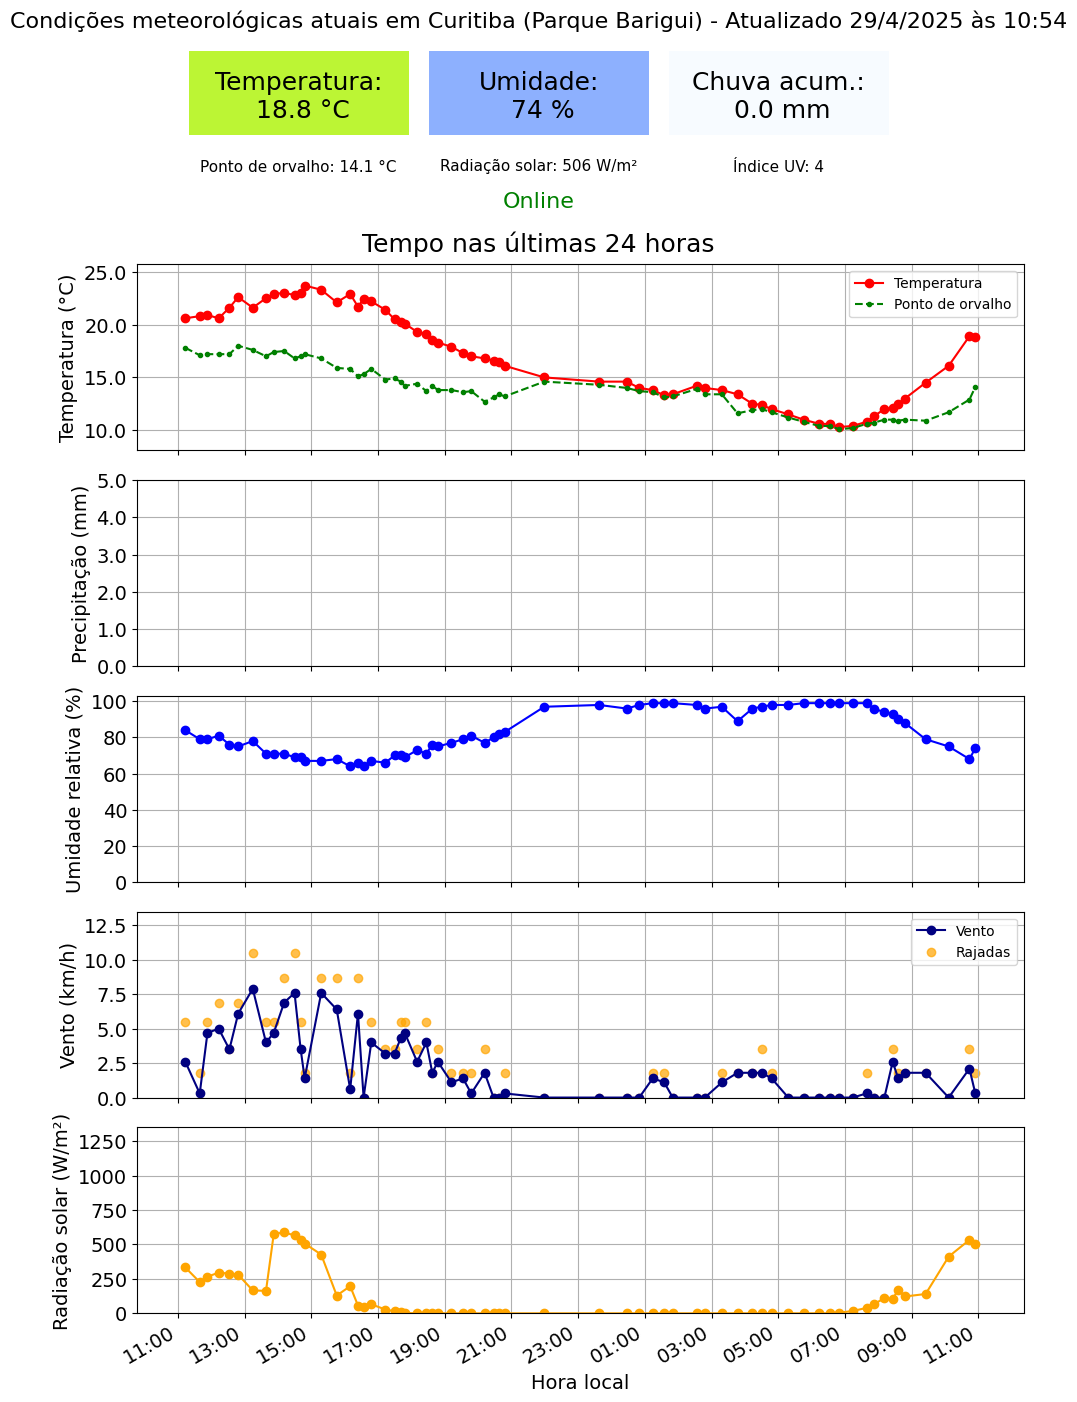 Condições meteorológicas atuais em Curitiba (Parque Barigui) - Atualizado 29/4/2025 às 10:54
Temperatura:
18.8 °C
Umidade:
74 %
Chuva acum.:
0.0 mm
Ponto de orvalho: 14.1 °C
Radiação solar: 506 W/m²
Índice UV: 4
Online
Tempo nas últimas 24 horas
Temperatura (°C)
25.0
20.0
15.0
10.0
Temperatura
Ponto de orvalho
Precipitação (mm)
5.0
4.0
3.0
2.0
1.0
0.0
Umidade relativa (%)
100
80
60
40
20
0
Vento (km/h)
12.5
10.0
7.5
5.0
2.5
0.0
Vento
Rajadas
Radiação solar (W/m²)
1250
1000
750
500
250
0
11:00 13:00 15:00 17:00 19:00 21:00 23:00 01:00 03:00 05:00 07:00 09:00 11:00
Hora local